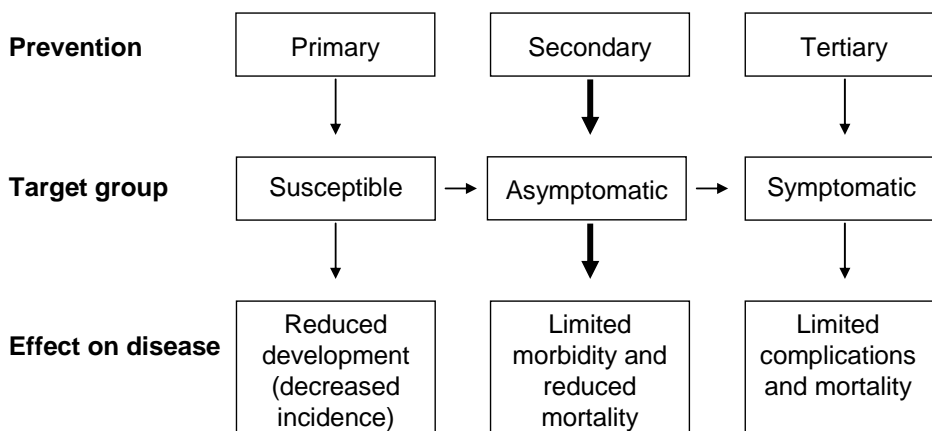 Prevention
Primary
Secondary
Tertiary
Target group
Susceptible
Asymptomatic
Symptomatic
Effect on disease
Reduced
development
(decreased
incidence)
Limited
morbidity and
reduced
mortality
Limited
complications
and mortality